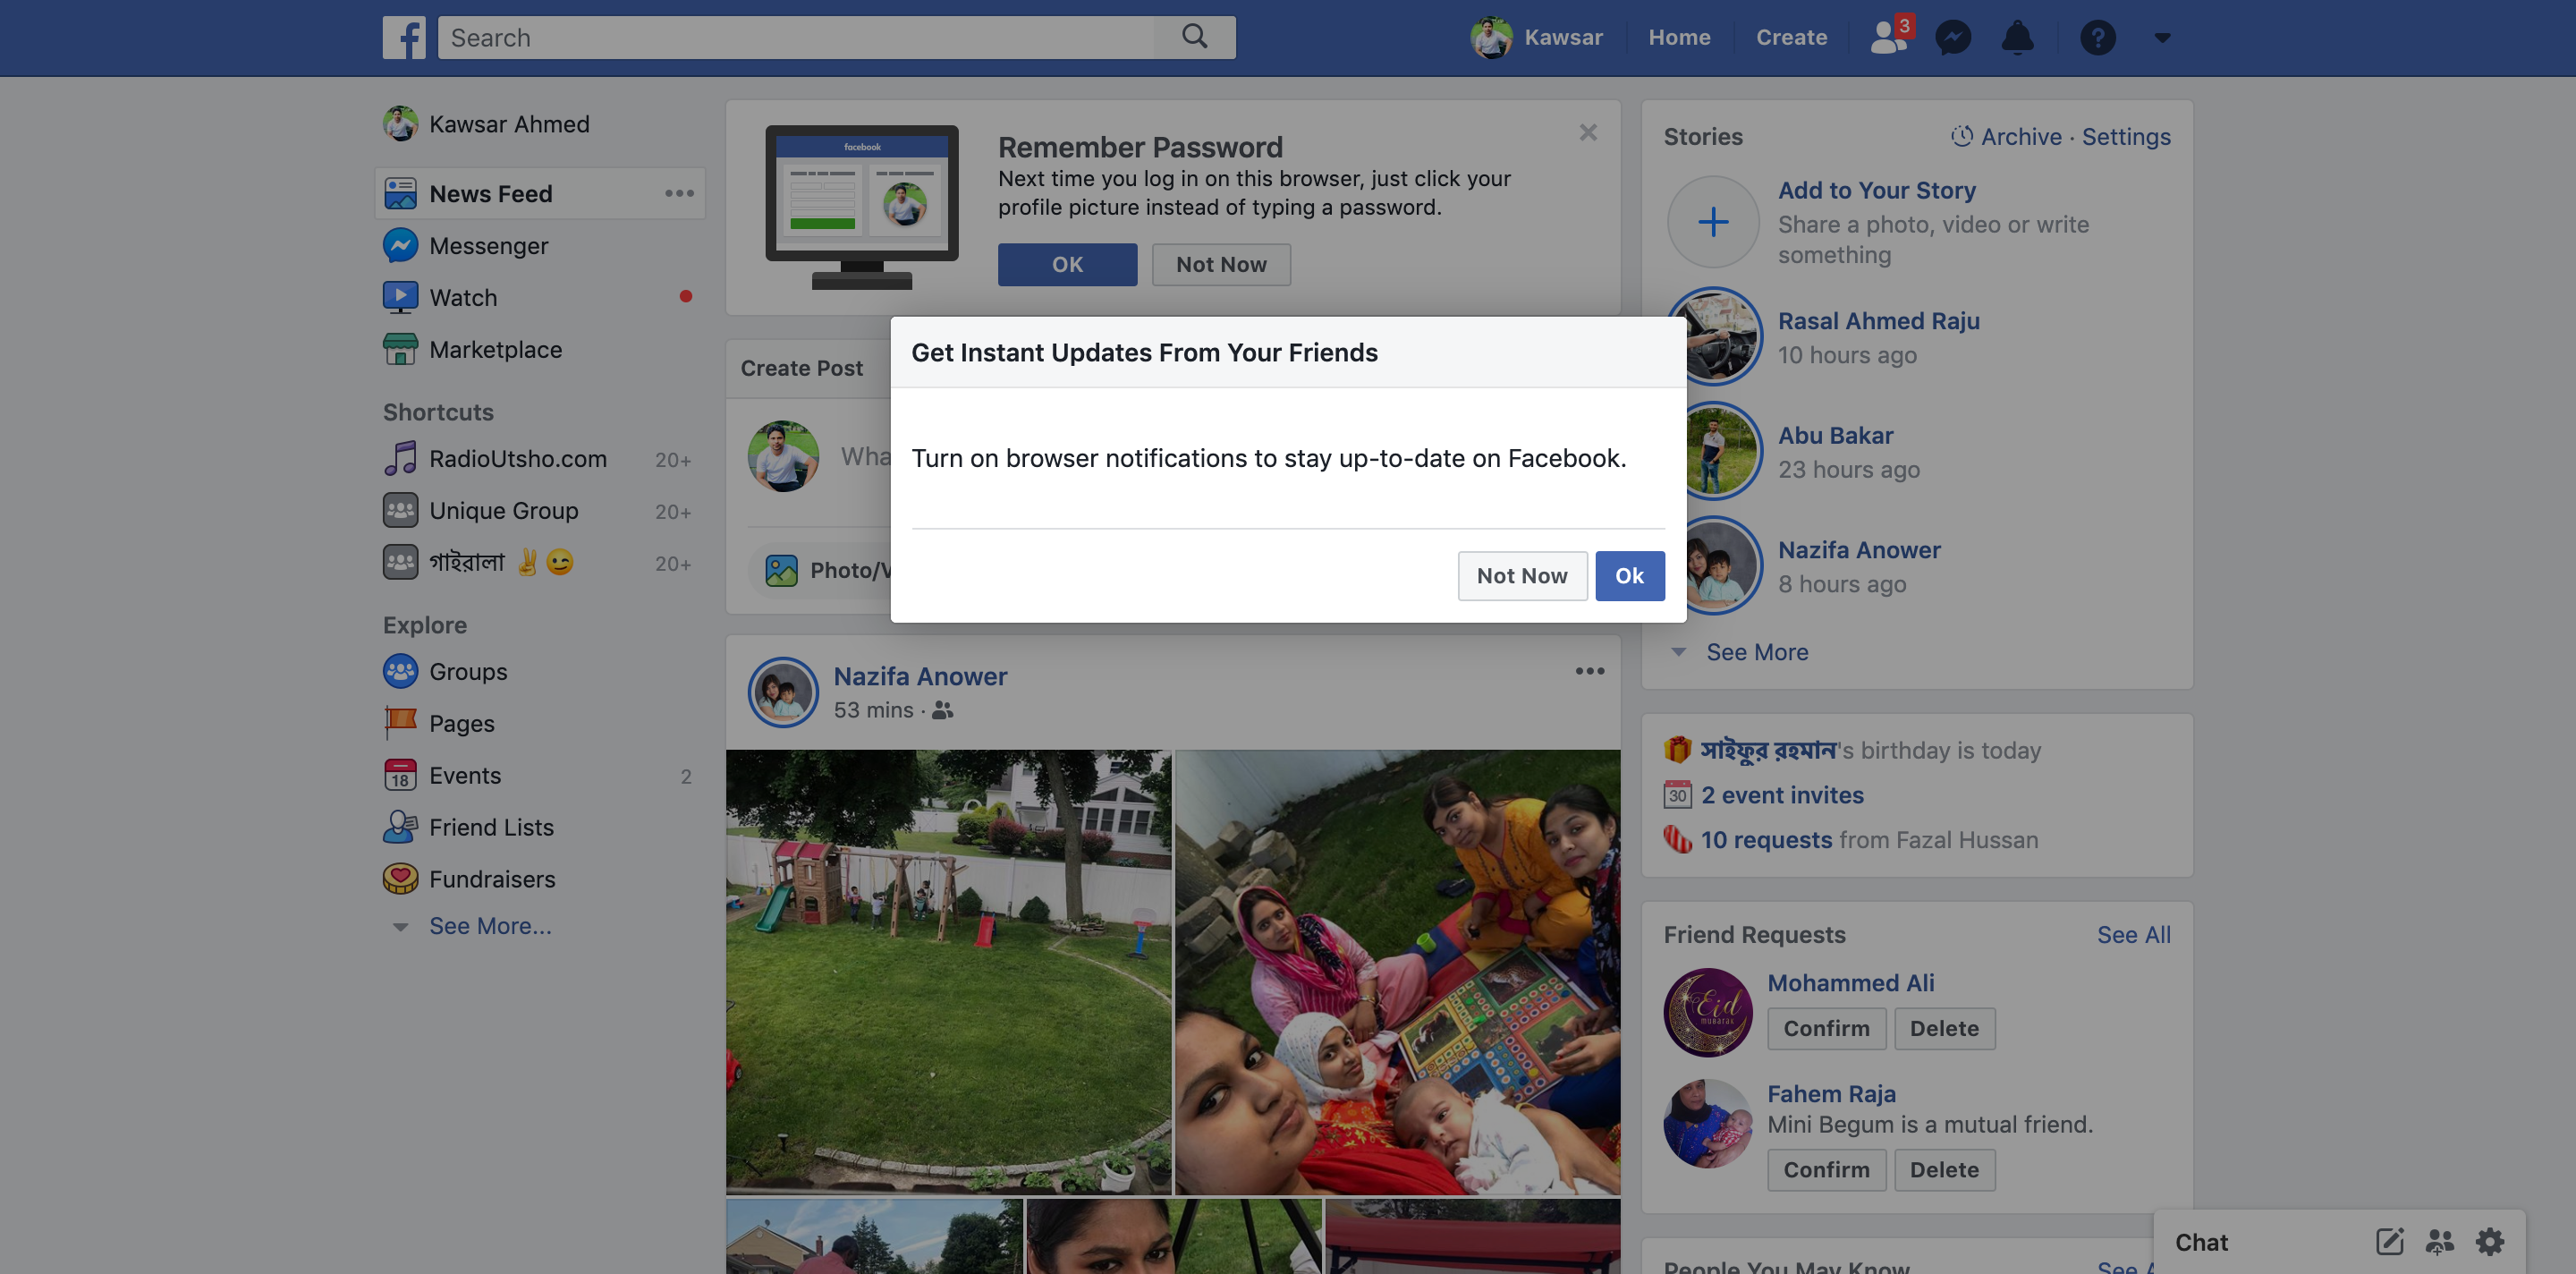 Search
Kawsar
Home
Create
3
Kawsar Ahmed
News Feed
Messenger
Watch
Marketplace
Shortcuts
RadioUtsho.com 20+
Unique Group 20+
গাইরালা ✌😉 20+
Explore
Groups
Pages
18
Events 2
Friend Lists
Fundraisers
See More...
facebook
Remember Password
Next time you log in on this browser, just click your
profile picture instead of typing a password.
OK
Not Now
Create Post
Wha
Photo/V
Get Instant Updates From Your Friends
Turn on browser notifications to stay up-to-date on Facebook.
Not Now
Ok
Nazifa Anower
53 mins ·
Stories
Archive · Settings
Add to Your Story
Share a photo, video or write
something
Rasal Ahmed Raju
10 hours ago
Abu Bakar
23 hours ago
Nazifa Anower
8 hours ago
See More
সাইফুর রহমান's birthday is today
30
2 event invites
10 requests from Fazal Hussan
Friend Requests
See All
Eid
MUBARAK
Mohammed Ali
Confirm
Delete
Fahem Raja
Mini Begum is a mutual friend.
Confirm
Delete
People You May Know
See A
Chat